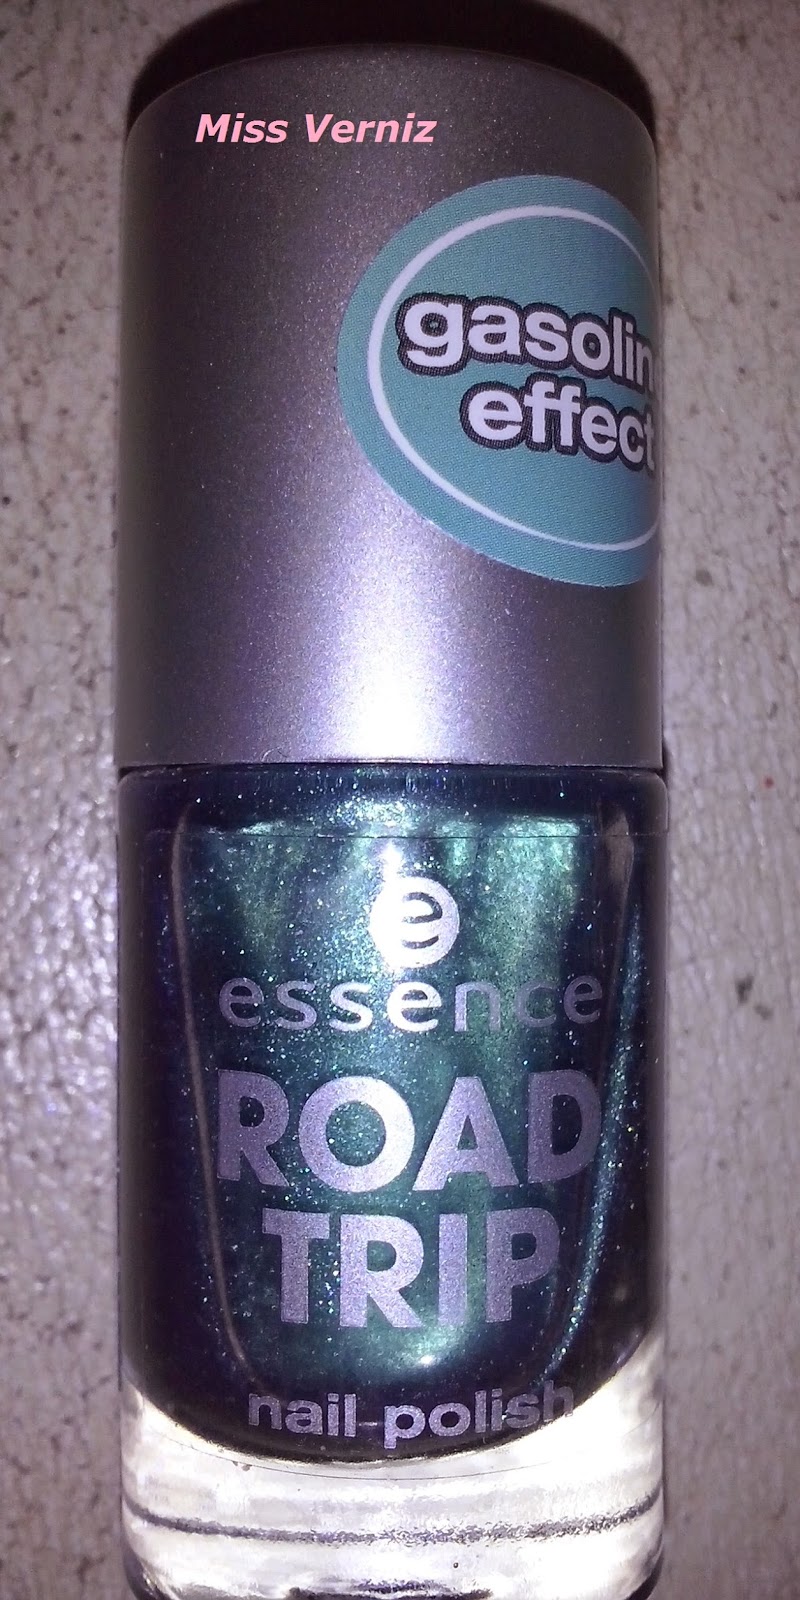 Miss Verniz
gasolin
effect
e
essence
ROAD
TRIP
nail polish